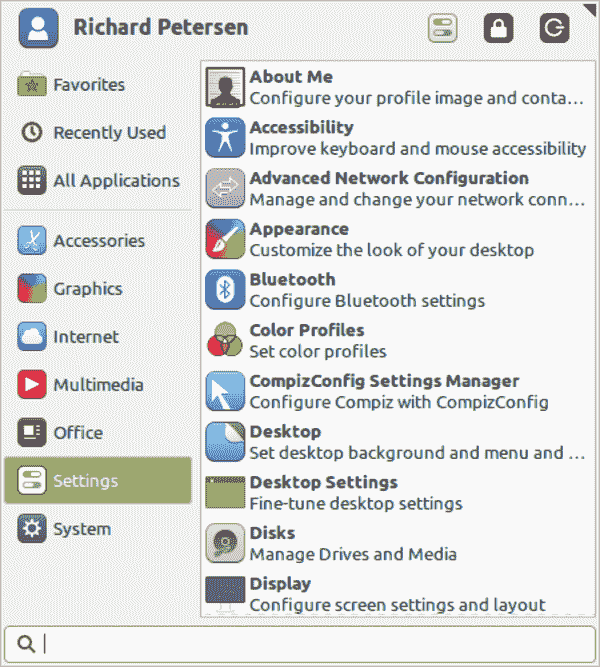 Richard Petersen
Favorites
Recently Used
All Applications
Accessories
Graphics
Internet
Multimedia
Office
Settings
System
About Me
Configure your profile image and conta...
Accessibility
Improve keyboard and mouse accessibility
Advanced Network Configuration
Manage and change your network conn...
Appearance
Customize the look of your desktop
Bluetooth
Configure Bluetooth settings
Color Profiles
Set color profiles
CompizConfig Settings Manager
Configure Compiz with CompizConfig
Desktop
Set desktop background and menu and ...
Desktop Settings
Fine-tune desktop settings
Disks
Manage Drives and Media
Display
Configure screen settings and layout